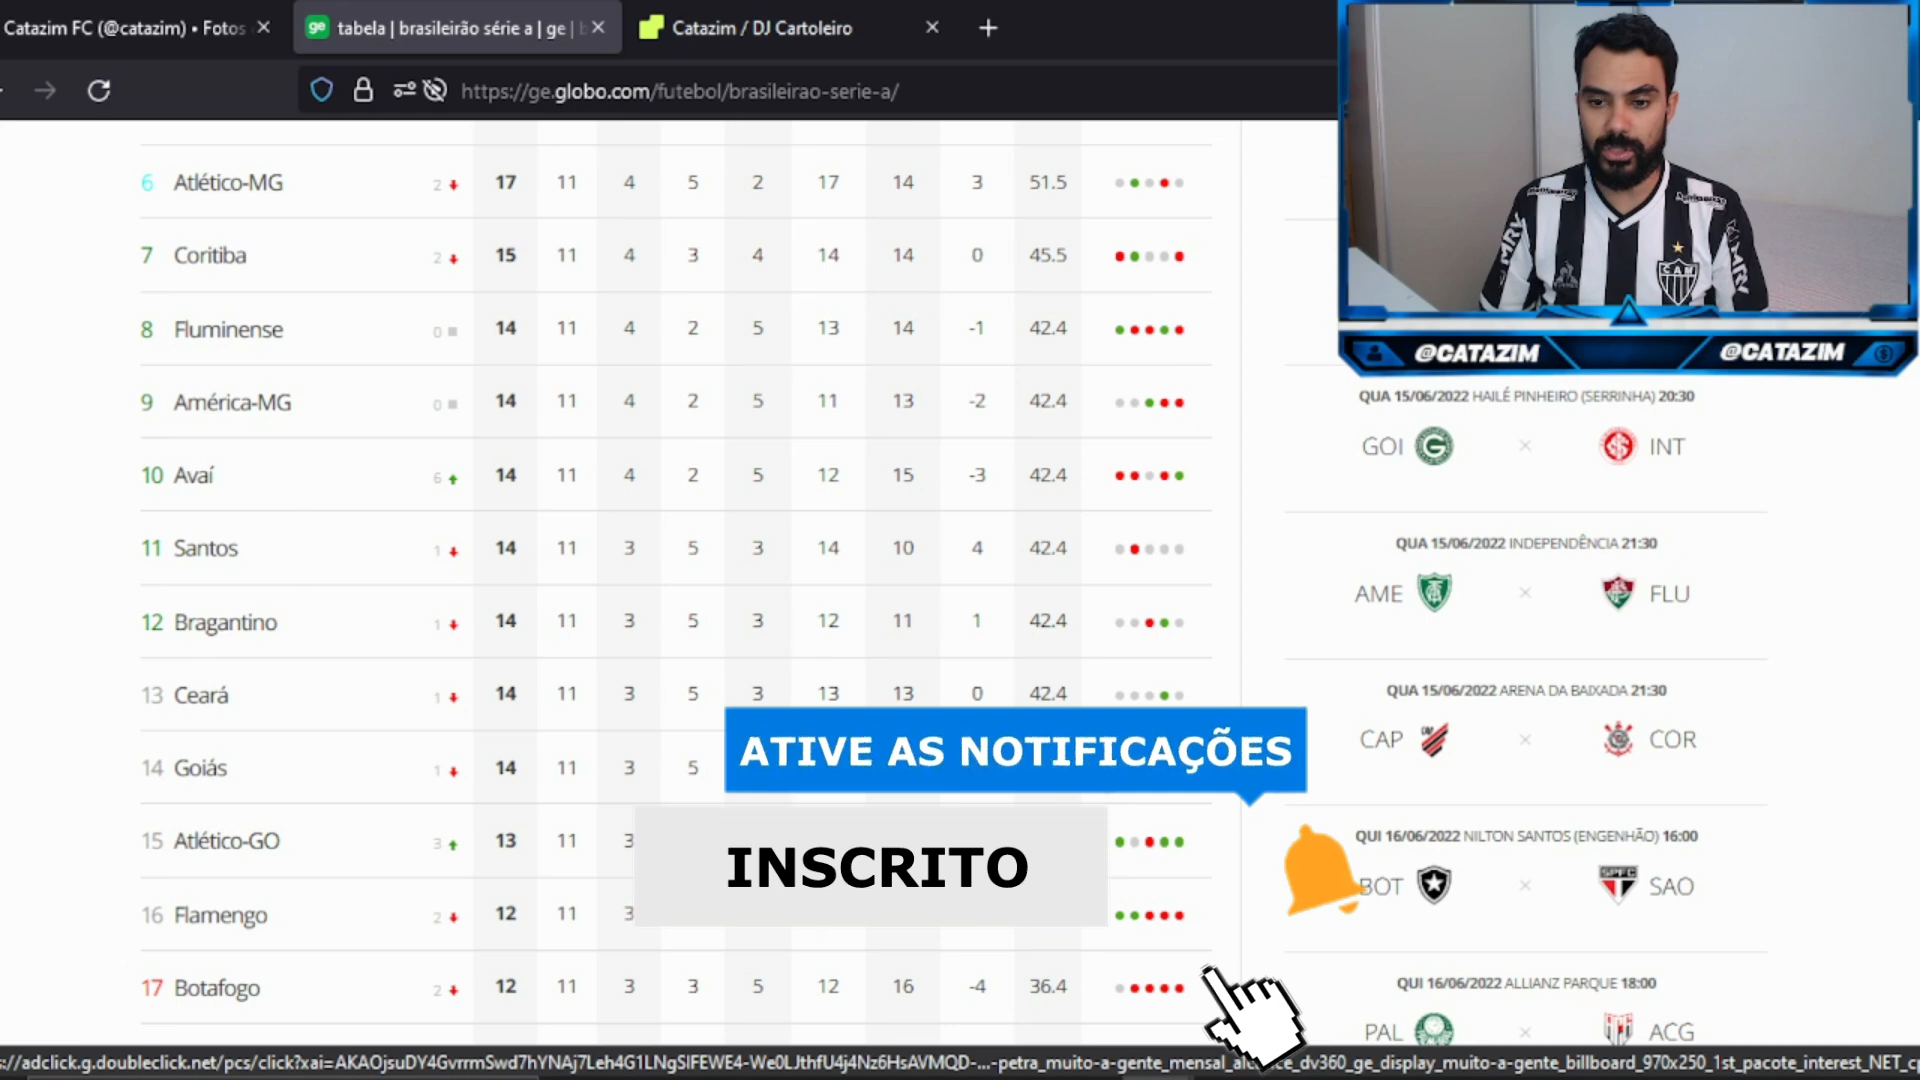 Catazim FC (@catazim) • Fotos
ge tabela | brasileirão série a | ge |
Catazim / DJ Cartoleiro
https://ge.globo.com/futebol/brasileirao-serie-a/
6 Atlético-MG 2 17 11 4 5 2 17 14 3 51.5
7 Coritiba 2 15 11 4 3 4 14 14 0 45.5
8 Fluminense 0 14 11 4 2 5 13 14 -1 42.4
9 América-MG 0 14 11 4 2 5 11 13 -2 42.4
10 Avaí 6 14 11 4 2 5 12 15 -3 42.4
11 Santos 1 14 11 3 5 3 14 10 4 42.4
12 Bragantino 1 14 11 3 5 3 12 11 1 42.4
13 Ceará 1 14 11 3 5 3 13 13 0 42.4
14 Goiás 1 14 11 3 5
15 Atlético-GO 3 13 11 3
16 Flamengo 2 12 11 3
17 Botafogo 2 12 11 3 3 5 12 16 -4 36.4
ATIVE AS NOTIFICAÇÕES
INSCRITO
MRV
CAM
MRV
@CATAZIM
@CATAZIM
QUA 15/06/2022 HAILÉ PINHEIRO (SERRINHA) 20:30
GOI × INT
QUA 15/06/2022 INDEPENDÊNCIA 21:30
AME × FLU
QUA 15/06/2022 ARENA DA BAIXADA 21:30
CAP × COR
QUI 16/06/2022 NILTON SANTOS (ENGENHÃO) 16:00
BOT × SPFC SAO
QUI 16/06/2022 ALLIANZ PARQUE 18:00
PAL × ACG